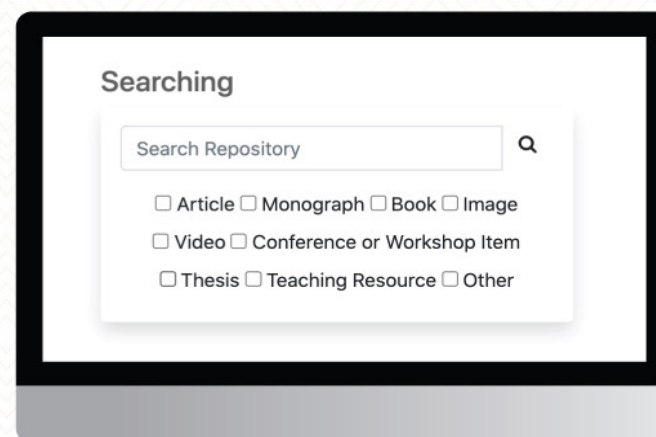 Searching
Search Repository
Article Monograph Book Image
Video Conference or Workshop Item
Thesis Teaching Resource Other